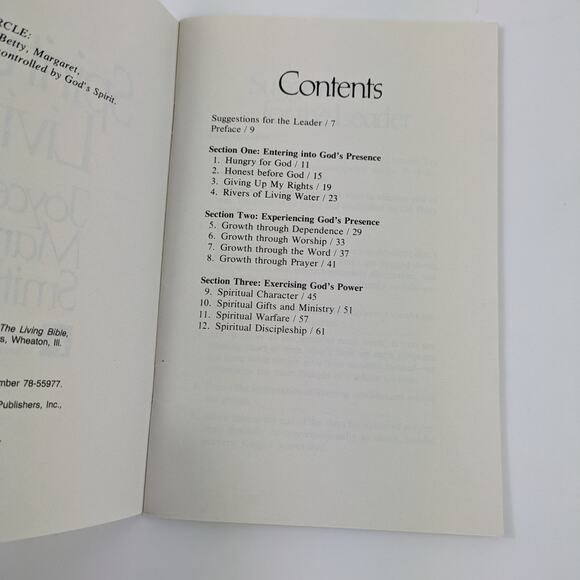 RCLE:
Betty, Margaret,
controlled by God's Spirit.
The Living Bible,
s, Wheaton, Ill.
mber 78-55977.
Publishers, Inc.,
Contents
Suggestions for the Leader / 7
Preface / 9
Section One: Entering into God's Presence
1. Hungry for God / 11
2. Honest before God / 15
3. Giving Up My Rights / 19
4. Rivers of Living Water / 23
Section Two: Experiencing God's Presence
5. Growth through Dependence / 29
6. Growth through Worship / 33
7. Growth through the Word / 37
8. Growth through Prayer / 41
Section Three: Exercising God's Power
9. Spiritual Character / 45
10. Spiritual Gifts and Ministry / 51
11. Spiritual Warfare / 57
12. Spiritual Discipleship / 61